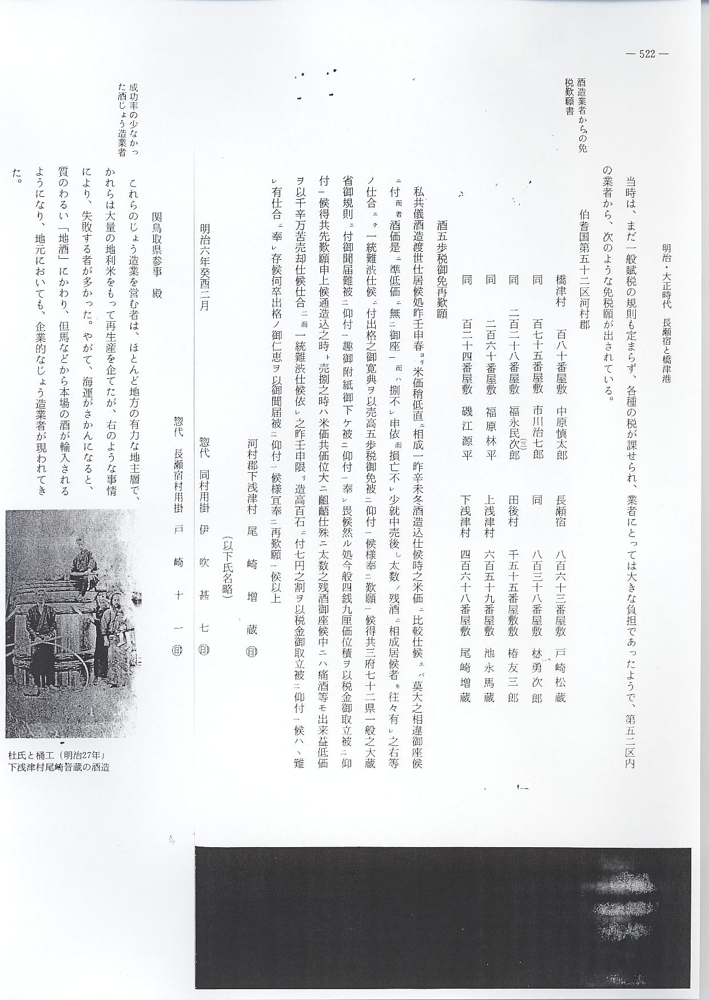 ― 522 ―
明治・大正時代　長瀬宿と橋津港
当時は、まだ一般賦税の規則も定まらず、各種の税が課せられ、業者にとっては大きな負担であったようで、第五二区内
の業者から、次のような免税願が出されている。
酒造業者からの免
税歎願書
伯耆国第五十二区河村郡
橋津村　百八十番屋敷　中原慎太郎　長瀬宿　八百六十三番屋敷　戸崎松蔵
同　百七十五番屋敷　市川治七郎　同　八百三十八番屋敷　林勇次郎
同　二百二十八番屋敷　福永民次(三)郎　田後村　千五十五番屋敷　椿友三郎
同　二百六十番屋敷　福原林平　上浅津村　六百五十九番屋敷　池永馬蔵
同　百二十四番屋敷　磯江源平　下浅津村　四百六十八番屋敷　尾崎増蔵
酒五歩税御免再歎願
私共儀酒造渡世仕居候処昨壬申春ヨリ米価稍低直ニ相成一昨辛未冬酒造込仕候時之米価ニ比較仕候エバ莫大之相違御座候
ニ付而者酒価是ニ準低価ニ無ニ御座一而ハ捌不レ申依而損亡不レ少就中売後し太数ノ残酒ニ相成居候者モ往々有レ之右等
ノ仕合ニテ一統難渋仕候ニ付出格之御寛典ヲ以売高五歩税御免被ニ仰付一候様奉ニ歎願一候得共三府七十二県一般之大蔵
省御規則ニ付御聞届難被ニ仰付一趣御附紙御下ケ被ニ仰付一奉レ畏候然ル処今般四銭九厘価位積ヲ以税金御取立被ニ仰
付一候得共先歎願申上候通造込之時ト売捌之時ハ米価共価位大ニ齟齬仕殊ニ太数之残酒御座候中ニハ痛酒等モ出来益低価
ヲ以千辛万苦売却仕候仕合ニ而一統難渋仕候依レ之昨壬申限リ造高百石ニ付七円之割ヲ以税金御取立被ニ仰付一候ハヽ難
レ有仕合ニ奉レ存候何卒出格ノ御仁恵ヲ以御聞届被ニ仰付一候様宜奉ニ再歎願一候以上
河村郡下浅津村　尾崎増蔵㊞
（以下氏名略）
明治六年癸酉二月　惣代　同村用掛　伊吹甚七㊞
惣代　長瀬宿村用掛　戸崎十一㊞
関鳥取県参事　殿
成功率の少なかっ
た酒じょう造業者
これらのじょう造業を営む者は、ほとんど地方の有力な地主層で、
かれらは大量の地利米をもって再生産を企てたが、右のような事情
により、失敗する者が多かった。やがて、海運がさかんになると、
質のわるい「地酒」にかわり、但馬などから本場の酒が輸入される
ようになり、地元においても、企業的なじょう造業者が現われてき
た。
杜氏と桶工（明治27年）
下浅津村尾崎音蔵の酒造